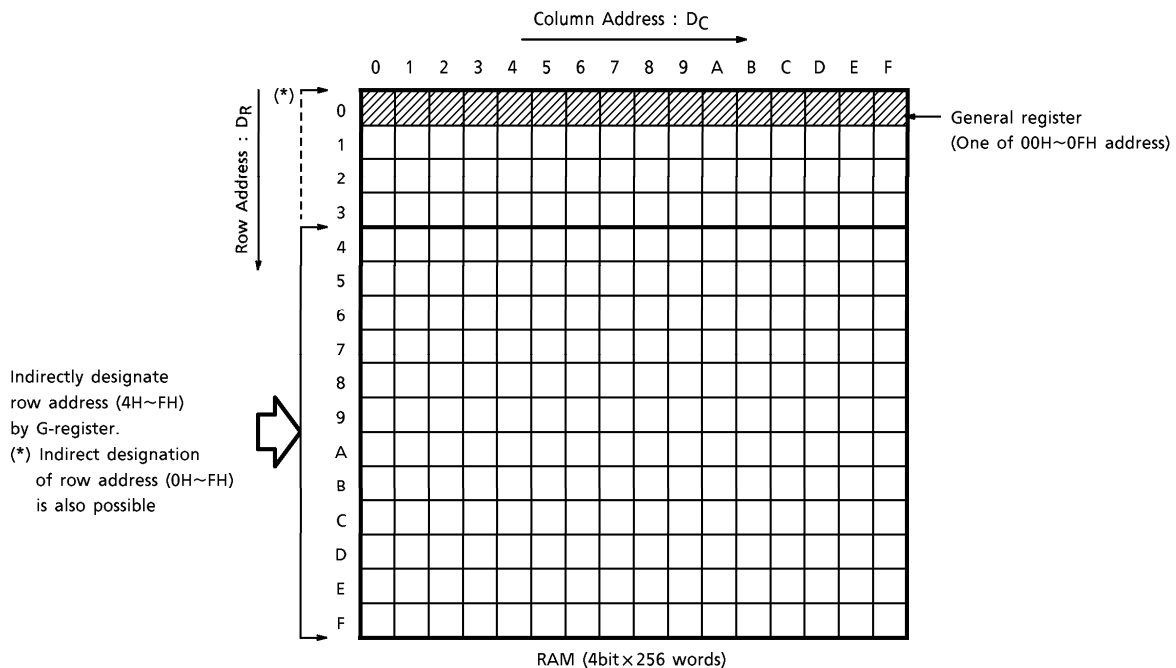 Column Address : DC
0 1 2 3 4 5 6 7 8 9 A B C D E F
(*)
Row Address : DR
0
1
2
3
4
5
6
7
8
9
A
B
C
D
E
F
General register
(One of 00H~0FH address)
Indirectly designate
row address (4H~FH)
by G-register.
(*) Indirect designation
of row address (0H~FH)
is also possible
RAM (4bit×256 words)